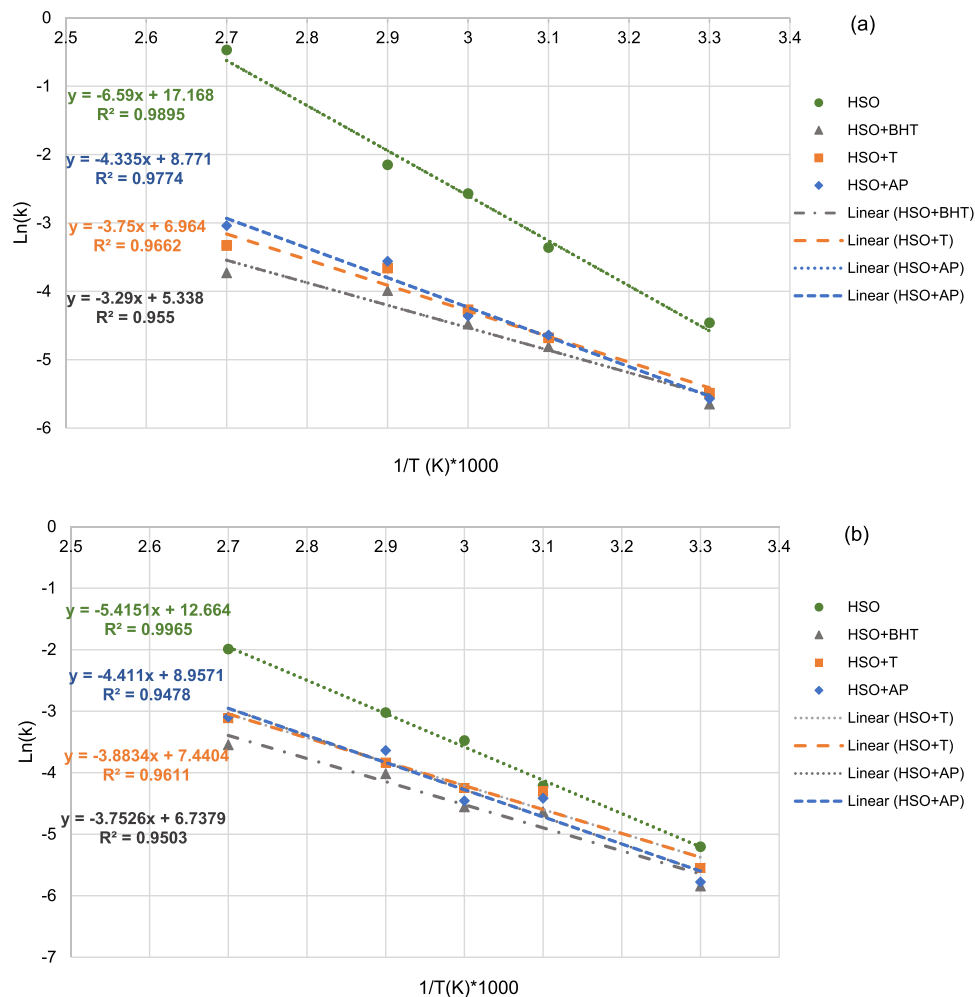 0
2.5 2.6 2.7 2.8 2.9 3 3.1 3.2 3.3 3.4
(a)
-1
y = -6.59x + 17.168
R² = 0.9895
-2
y = -4.335x + 8.771
R² = 0.9774
-3
y = -3.75x + 6.964
R² = 0.9662
-4
y = -3.29x + 5.338
R² = 0.955
-5
-6
Ln(k)
1/T (K)*1000
HSO
HSO+BHT
HSO+T
HSO+AP
Linear (HSO+BHT)
Linear (HSO+T)
Linear (HSO+AP)
Linear (HSO+AP)
0
2.5 2.6 2.7 2.8 2.9 3 3.1 3.2 3.3 3.4
(b)
-1
y = -5.4151x + 12.664
R² = 0.9965
-2
y = -4.411x + 8.9571
R² = 0.9478
-3
y = -3.8834x + 7.4404
R² = 0.9611
-4
y = -3.7526x + 6.7379
R² = 0.9503
-5
-6
-7
Ln(k)
1/T(K)*1000
HSO
HSO+BHT
HSO+T
HSO+AP
Linear (HSO+T)
Linear (HSO+T)
Linear (HSO+AP)
Linear (HSO+AP)